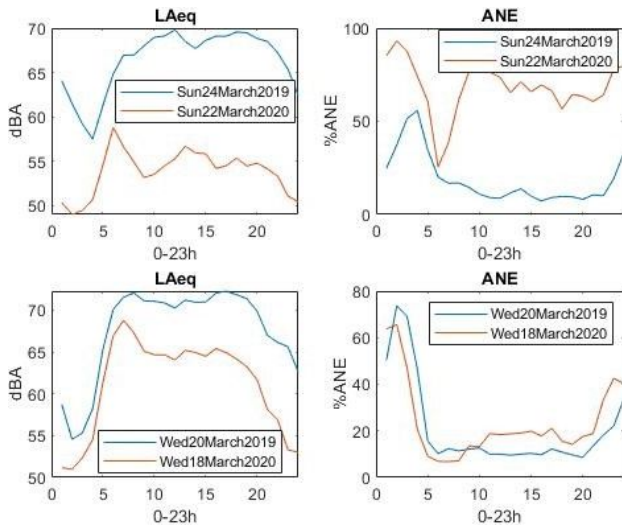 LAeq
70
65
60
55
50
dBA
Sun24March2019
Sun22March2020
0
5
10
15
20
0-23h
ANE
100
50
0
%ANE
Sun24March2019
Sun22March2020
0
5
10
15
20
0-23h
LAeq
70
65
60
55
50
dBA
Wed20March2019
Wed18March2020
0
5
10
15
20
0-23h
ANE
80
60
40
20
0
%ANE
Wed20March2019
Wed18March2020
0
5
10
15
20
0-23h